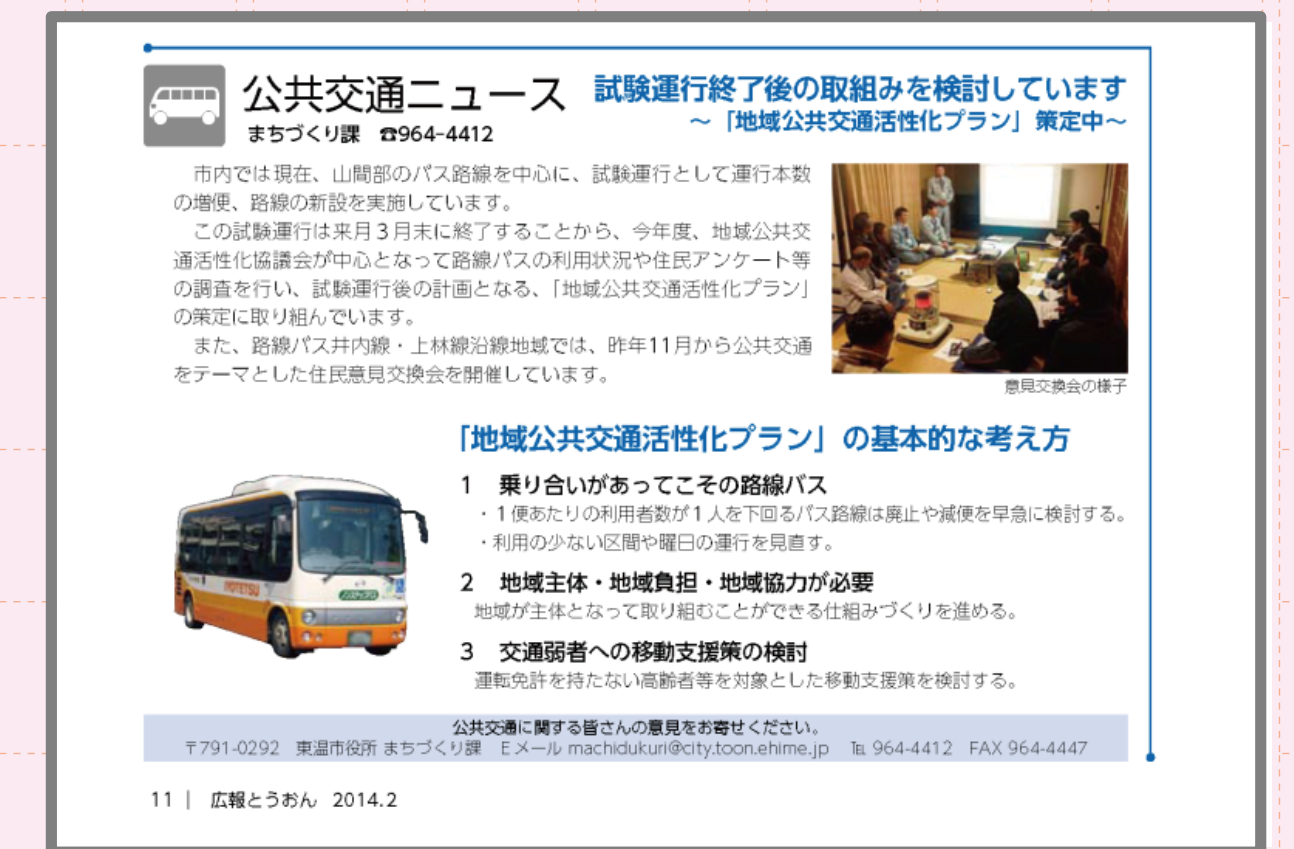 公共交通ニュース
まちづくり課 ☎964-4412
試験運行終了後の取組みを検討しています
～「地域公共交通活性化プラン」策定中～
市内では現在、山間部のバス路線を中心に、試験運行として運行本数
の増便、路線の新設を実施しています。
この試験運行は来月3月末に終了することから、今年度、地域公共交
通活性化協議会が中心となって路線バスの利用状況や住民アンケート等
の調査を行い、試験運行後の計画となる、「地域公共交通活性化プラン」
の策定に取り組んでいます。
また、路線バス井内線・上林線沿線地域では、昨年11月から公共交通
をテーマとした住民意見交換会を開催しています。
意見交換会の様子
「地域公共交通活性化プラン」の基本的な考え方
1 乗り合いがあってこその路線バス
・1便あたりの利用者数が1人を下回るバス路線は廃止や減便を早急に検討する。
・利用の少ない区間や曜日の運行を見直す。
2 地域主体・地域負担・地域協力が必要
地域が主体となって取り組むことができる仕組みづくりを進める。
3 交通弱者への移動支援策の検討
運転免許を持たない高齢者等を対象とした移動支援策を検討する。
IYOTETSU
ノンステップバス
公共交通に関する皆さんの意見をお寄せください。
〒791-0292 東温市役所 まちづくり課 Eメール machidukuri@city.toon.ehime.jp ℡ 964-4412 FAX 964-4447
11 | 広報とうおん 2014.2